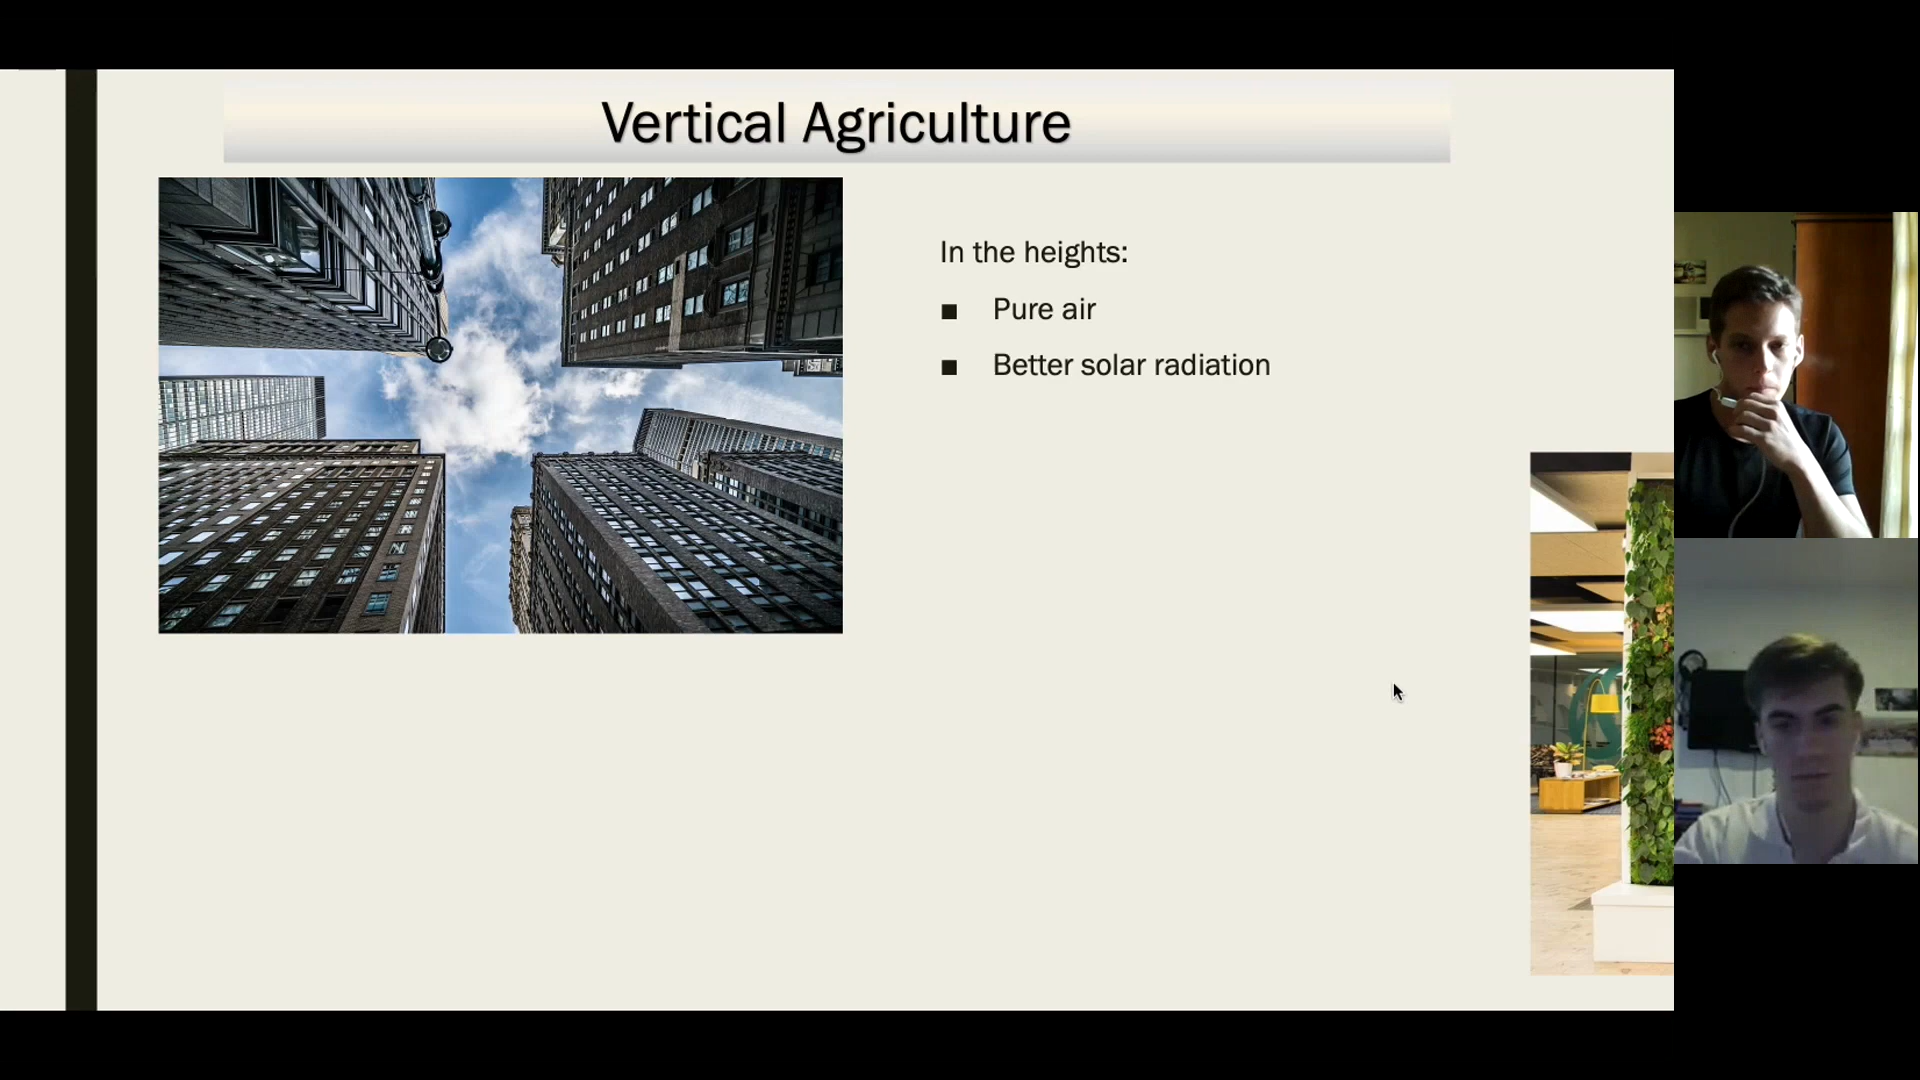 Vertical Agriculture
In the heights:
■ Pure air
■ Better solar radiation